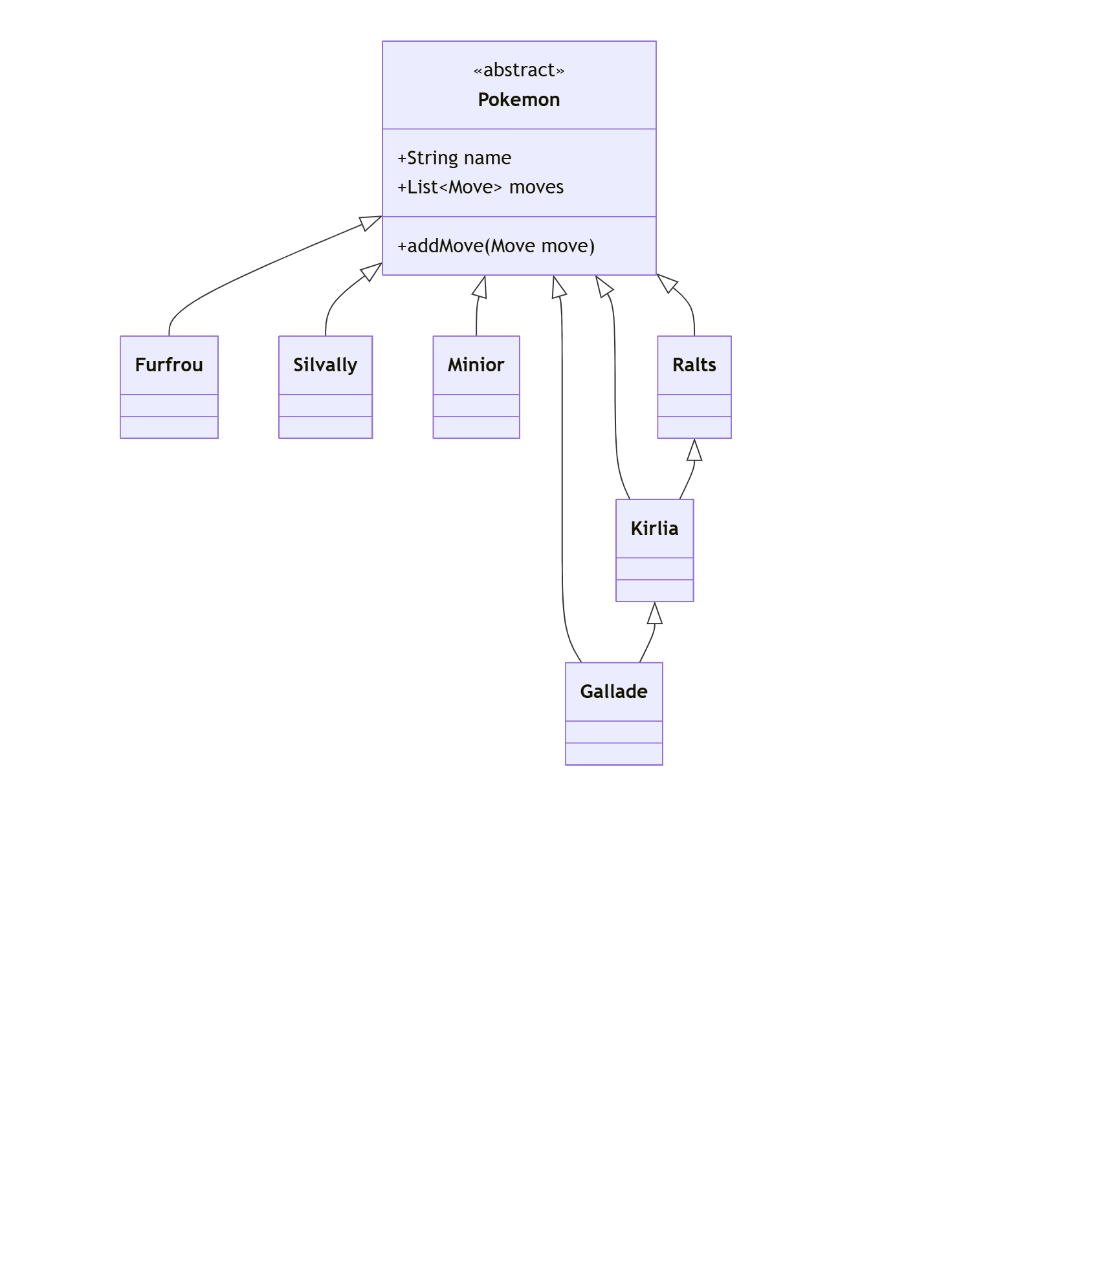 «abstract»
Pokemon
+String name
+List<Move> moves
+addMove(Move move)
Furfrou
Silvally
Minior
Ralts
Kirlia
Gallade